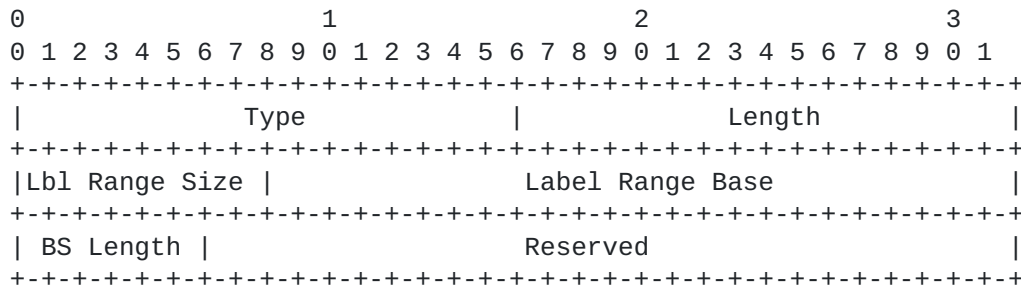 0                   1                   2                   3
0 1 2 3 4 5 6 7 8 9 0 1 2 3 4 5 6 7 8 9 0 1 2 3 4 5 6 7 8 9 0 1
+-+-+-+-+-+-+-+-+-+-+-+-+-+-+-+-+-+-+-+-+-+-+-+-+-+-+-+-+-+-+-+-+
|              Type             |             Length            |
+-+-+-+-+-+-+-+-+-+-+-+-+-+-+-+-+-+-+-+-+-+-+-+-+-+-+-+-+-+-+-+-+
|Lbl Range Size |                Label Range Base               |
+-+-+-+-+-+-+-+-+-+-+-+-+-+-+-+-+-+-+-+-+-+-+-+-+-+-+-+-+-+-+-+-+
| BS Length |                    Reserved                       |
+-+-+-+-+-+-+-+-+-+-+-+-+-+-+-+-+-+-+-+-+-+-+-+-+-+-+-+-+-+-+-+-+